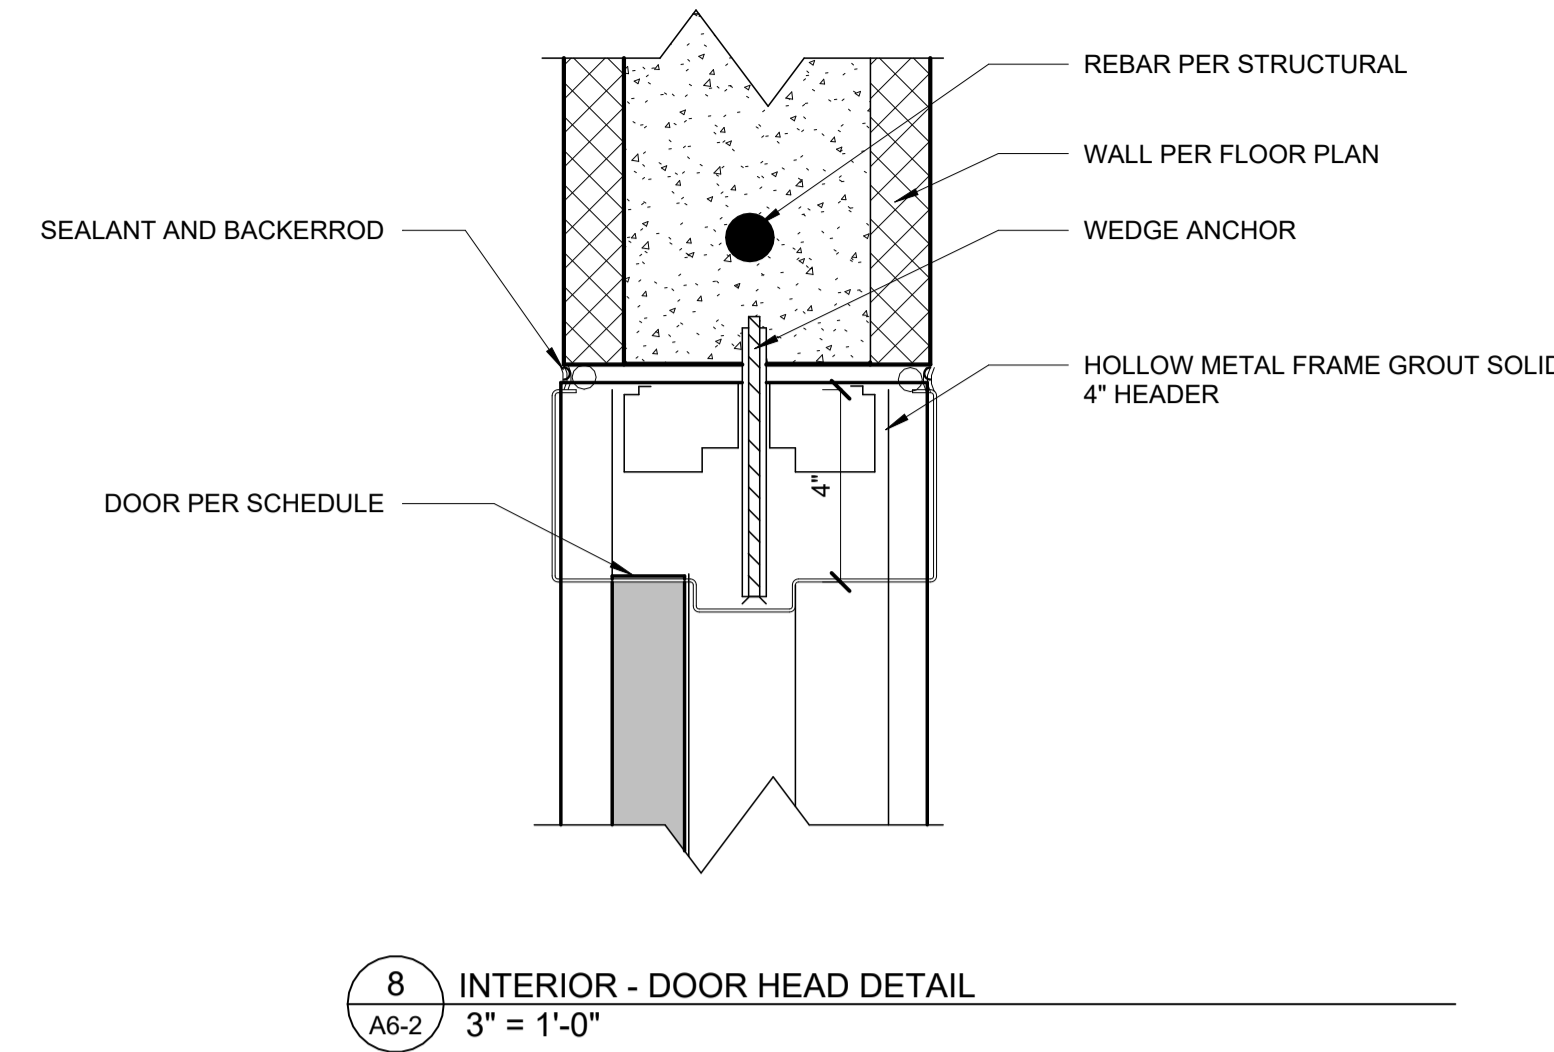 REBAR PER STRUCTURAL
WALL PER FLOOR PLAN
SEALANT AND BACKERROD
WEDGE ANCHOR
HOLLOW METAL FRAME GROUT SOLID
4" HEADER
4"
DOOR PER SCHEDULE
8
INTERIOR - DOOR HEAD DETAIL
A6-2
3" = 1'-0"